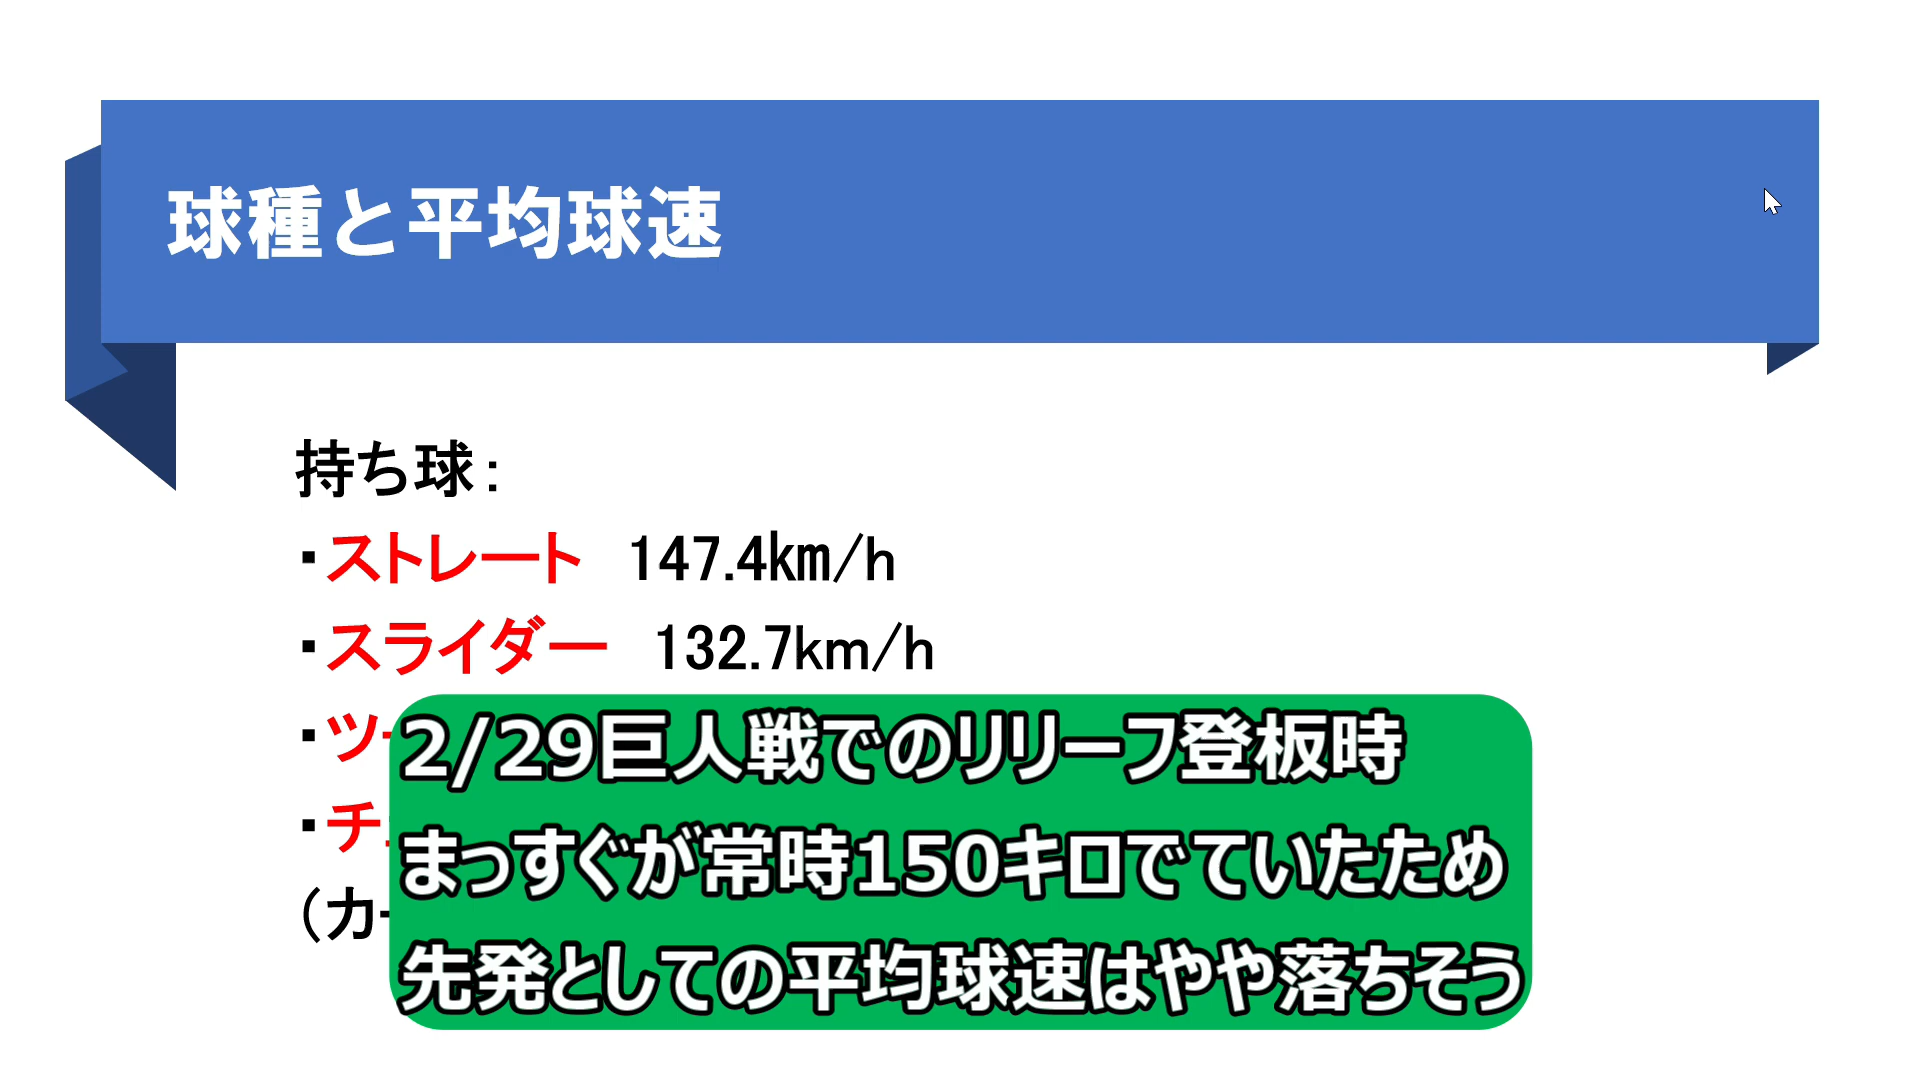 球種と平均球速
持ち球：
・ストレート　147.4km/h
・スライダー　132.7km/h
・ツ
・チ
（カ
2/29巨人戦でのリリーフ登板時
まっすぐが常時150キロでていたため
先発としての平均球速はやや落ちそう